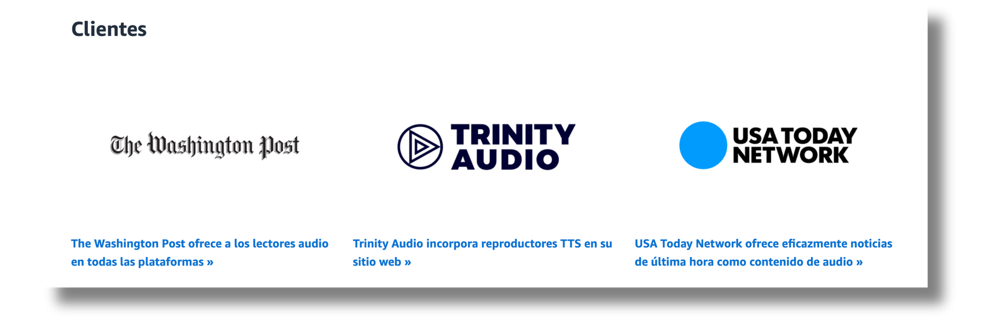 Clientes
The Washington Post
TRINITY
AUDIO
USA TODAY
NETWORK
The Washington Post ofrece a los lectores audio
en todas las plataformas »
Trinity Audio incorpora reproductores TTS en su
sitio web »
USA Today Network ofrece eficazmente noticias
de última hora como contenido de audio »